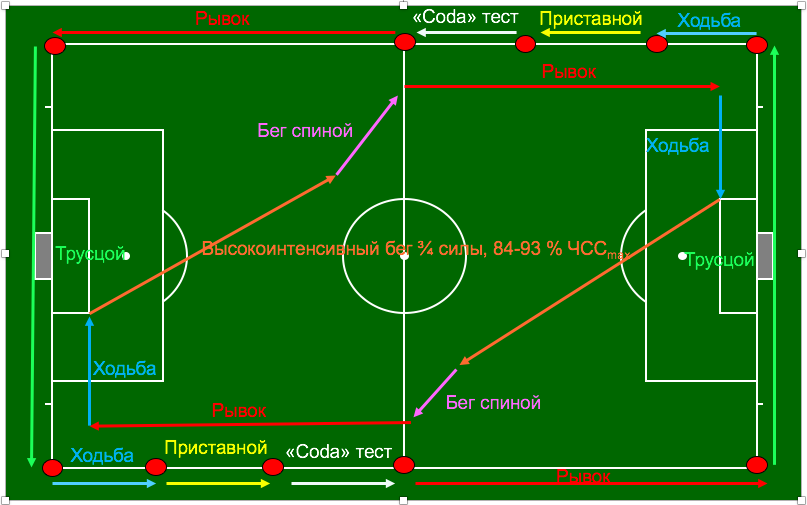 Рывок
«Coda» тест
Приставной
Ходьба
Рывок
Бег спиной
Ходьба
Высокоинтенсивный бег ¾ силы, 84-93 % ЧССmax
Трусцой
Трусцой
Ходьба
Рывок
Бег спиной
Ходьба
Приставной
«Coda» тест
Рывок